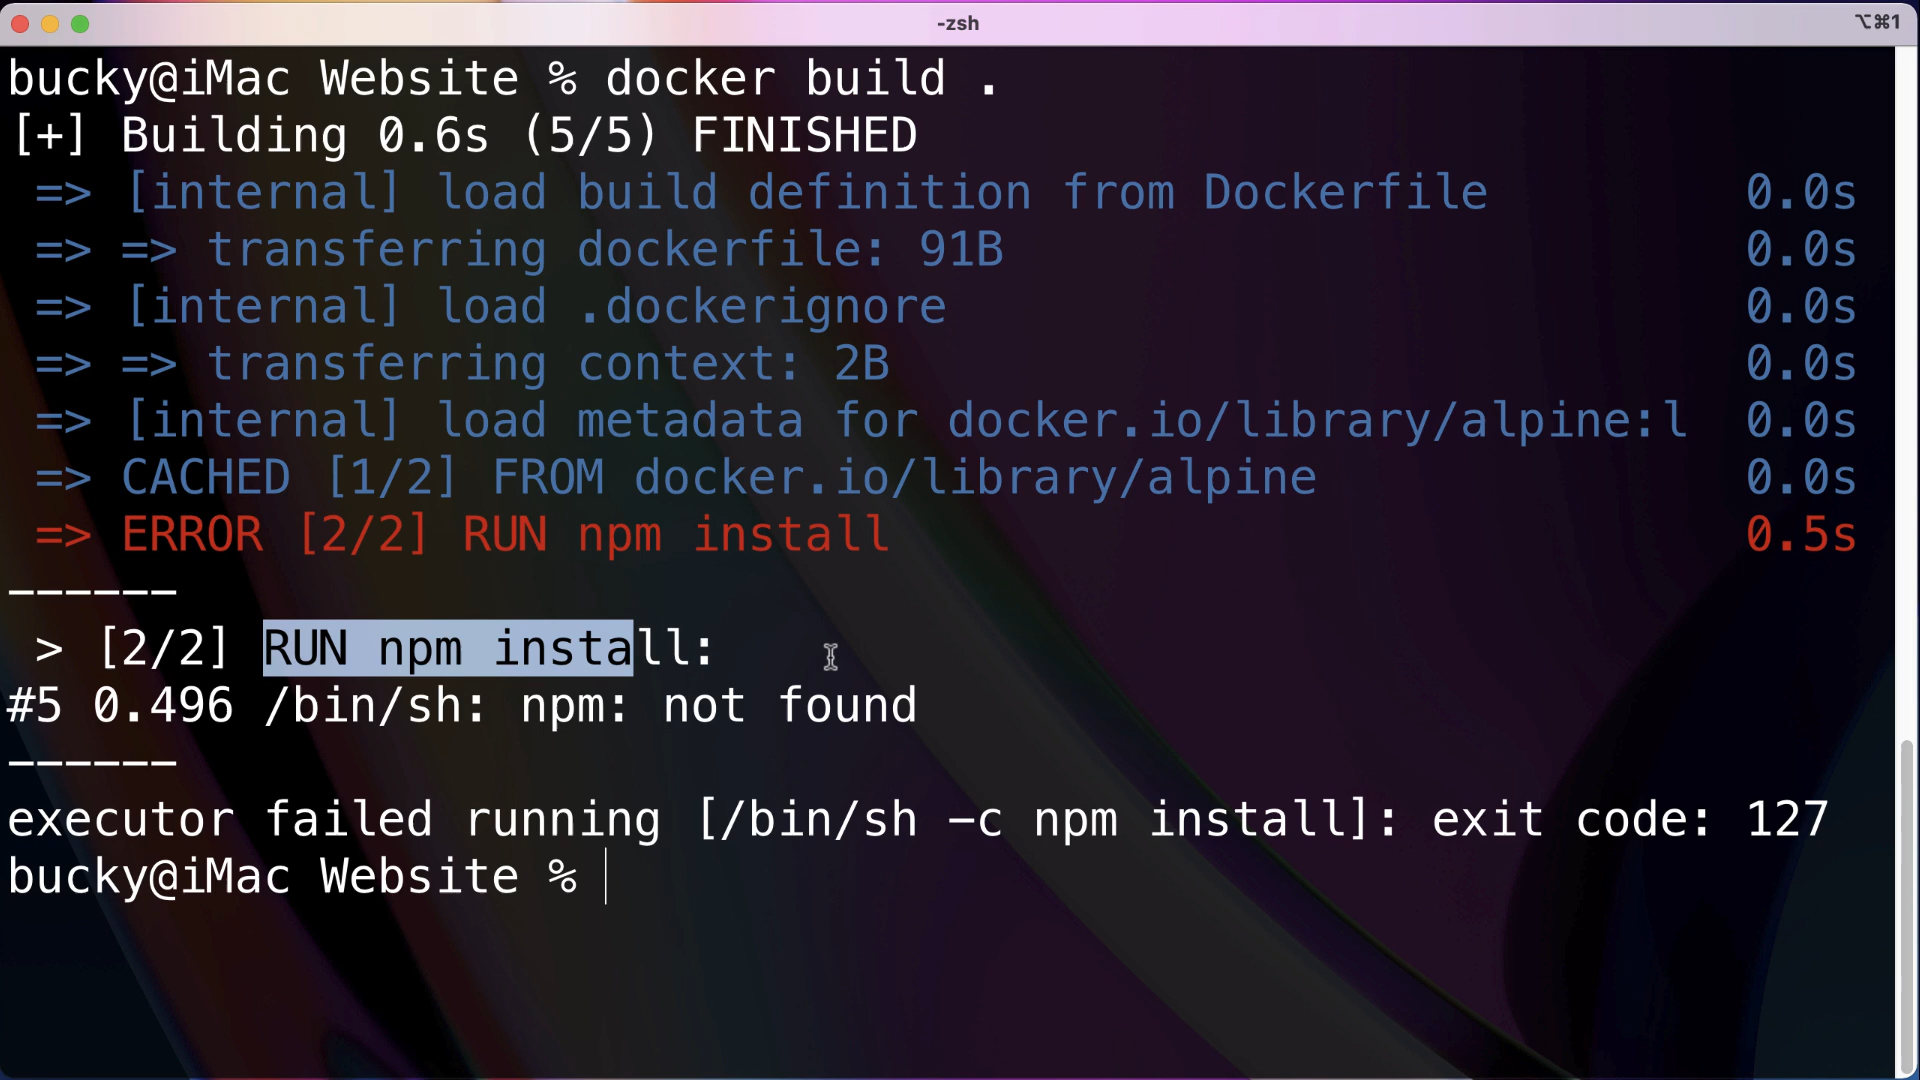 -zsh
⌥⌘1
bucky@iMac Website % docker build .
[+] Building 0.6s (5/5) FINISHED
=> [internal] load build definition from Dockerfile 0.0s
=> => transferring dockerfile: 91B 0.0s
=> [internal] load .dockerignore 0.0s
=> => transferring context: 2B 0.0s
=> [internal] load metadata for docker.io/library/alpine:l 0.0s
=> CACHED [1/2] FROM docker.io/library/alpine 0.0s
=> ERROR [2/2] RUN npm install 0.5s
------
> [2/2] RUN npm install:
#5 0.496 /bin/sh: npm: not found
------
executor failed running [/bin/sh -c npm install]: exit code: 127
bucky@iMac Website %